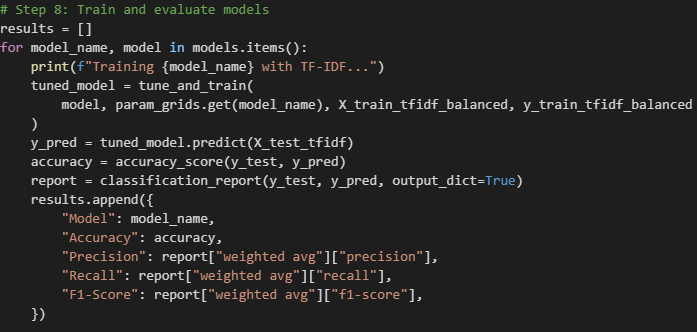 # Step 8: Train and evaluate models
results = []
for model_name, model in models.items():
    print(f"Training {model_name} with TF-IDF...")
    tuned_model = tune_and_train(
        model, param_grids.get(model_name), X_train_tfidf_balanced, y_train_tfidf_balanced
    )
    y_pred = tuned_model.predict(X_test_tfidf)
    accuracy = accuracy_score(y_test, y_pred)
    report = classification_report(y_test, y_pred, output_dict=True)
    results.append({
        "Model": model_name,
        "Accuracy": accuracy,
        "Precision": report["weighted avg"]["precision"],
        "Recall": report["weighted avg"]["recall"],
        "F1-Score": report["weighted avg"]["f1-score"],
    })